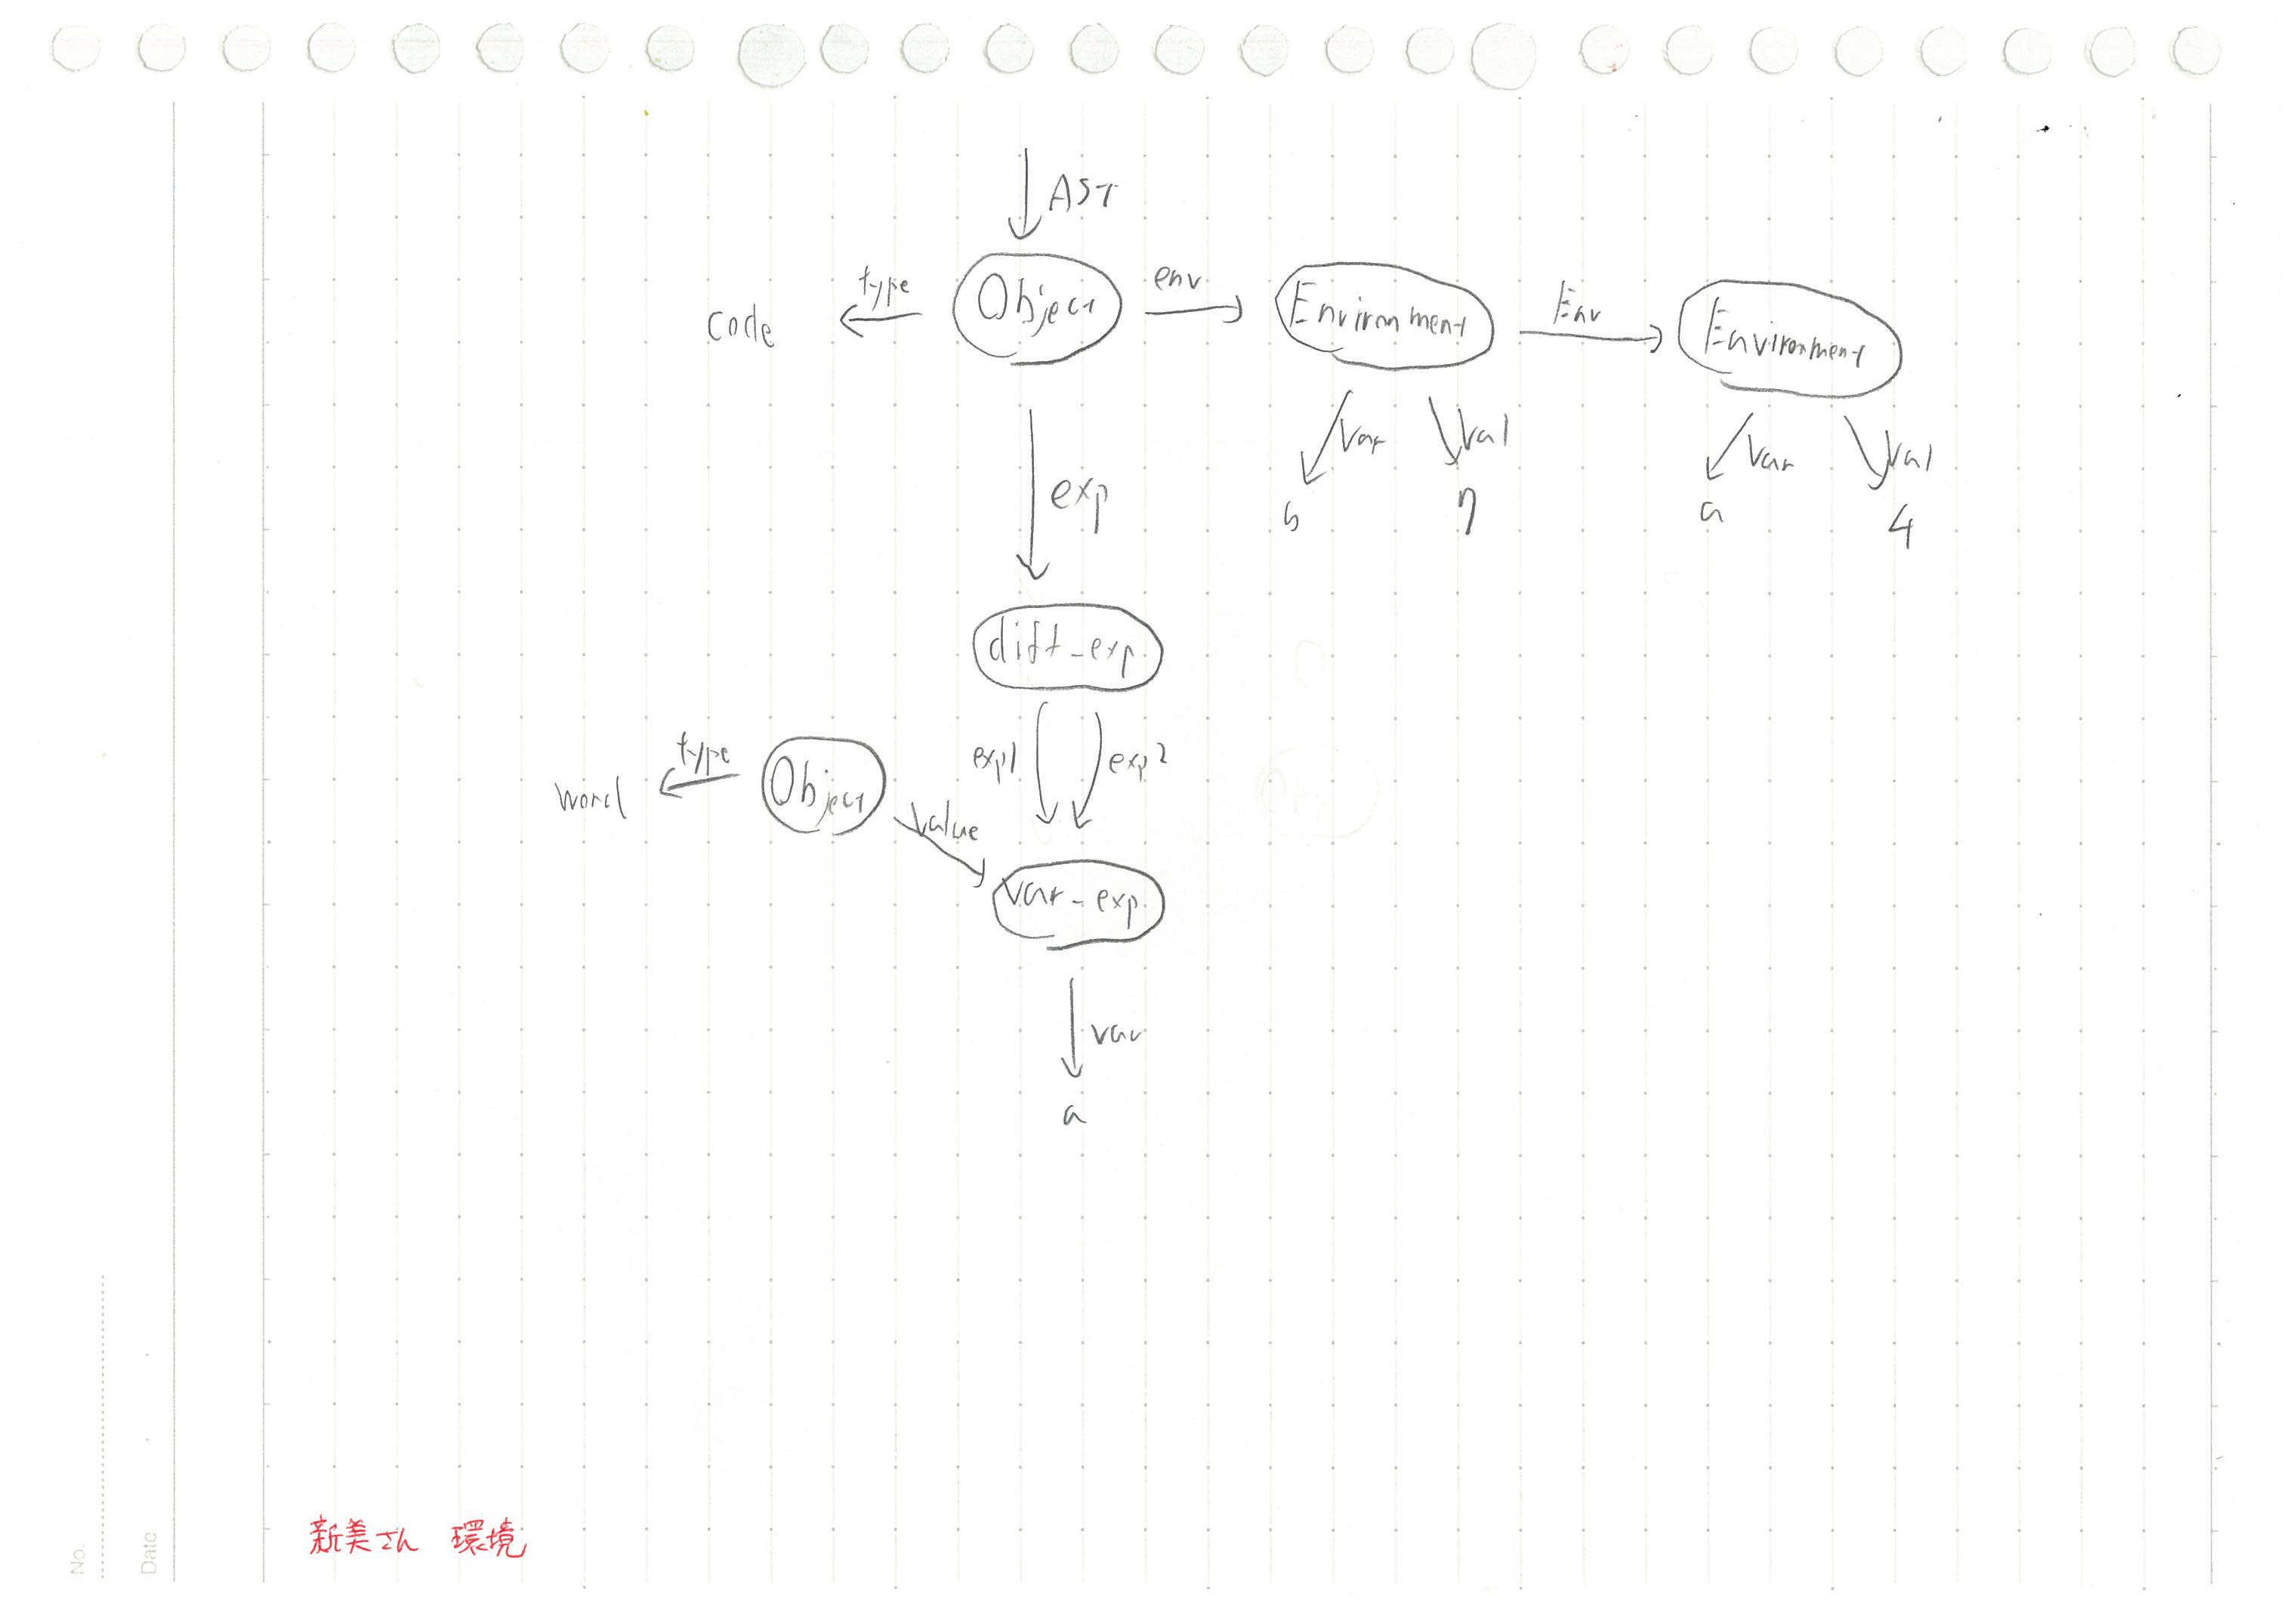 AST
type
Object
env
Environment
Env
Environment
code
var
val
var
val
b
7
a
4
exp
diff_exp
type
Object
exp1
exp2
word
value
var_exp
var
a
新美さん 環境
No.
Date